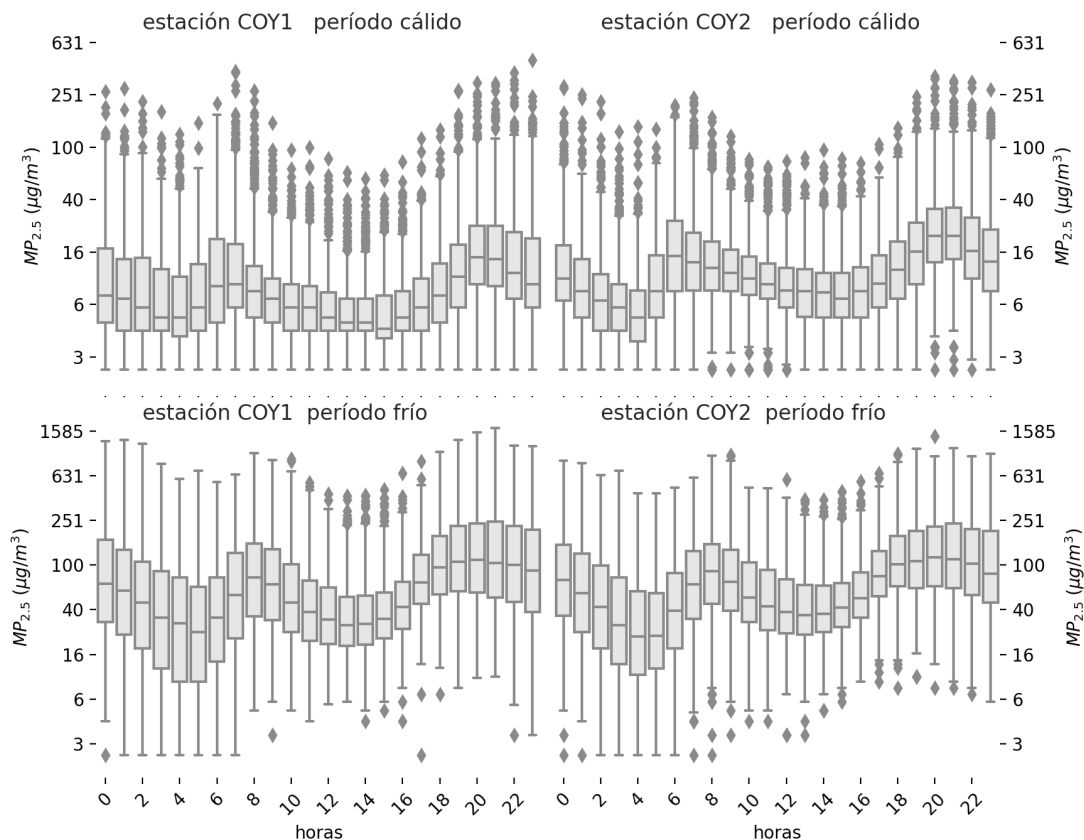 estación COY1 período cálido
estación COY2 período cálido
631
251
100
40
16
6
3
MP2.5 (μg/m3)
631
251
100
40
16
6
3
MP2.5 (μg/m3)
estación COY1 período frío
estación COY2 período frío
1585
631
251
100
40
16
6
3
MP2.5 (μg/m3)
1585
631
251
100
40
16
6
3
MP2.5 (μg/m3)
0 2 4 6 8 10 12 14 16 18 20 22
0 2 4 6 8 10 12 14 16 18 20 22
horas
horas